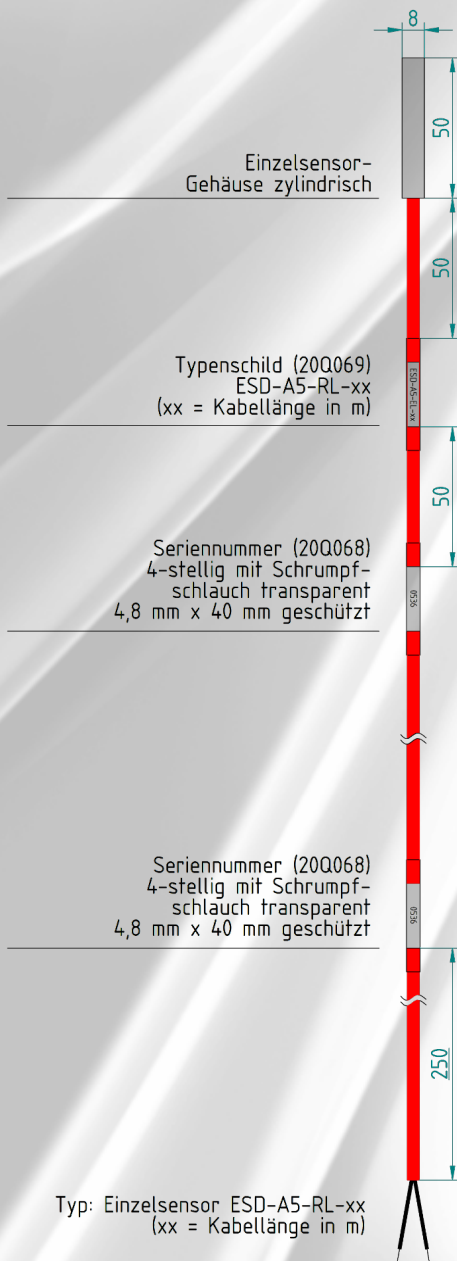 8
50
Einzelsensor-
Gehäuse zylindrisch
50
Typenschild (20Q069)
ESD-A5-RL-xx
(xx = Kabellänge in m)
ESD-A5-EL-xx
50
Seriennummer (20Q068)
4-stellig mit Schrumpf-
schlauch transparent
4,8 mm x 40 mm geschützt
0536
Seriennummer (20Q068)
4-stellig mit Schrumpf-
schlauch transparent
4,8 mm x 40 mm geschützt
0536
250
Typ: Einzelsensor ESD-A5-RL-xx
(xx = Kabellänge in m)